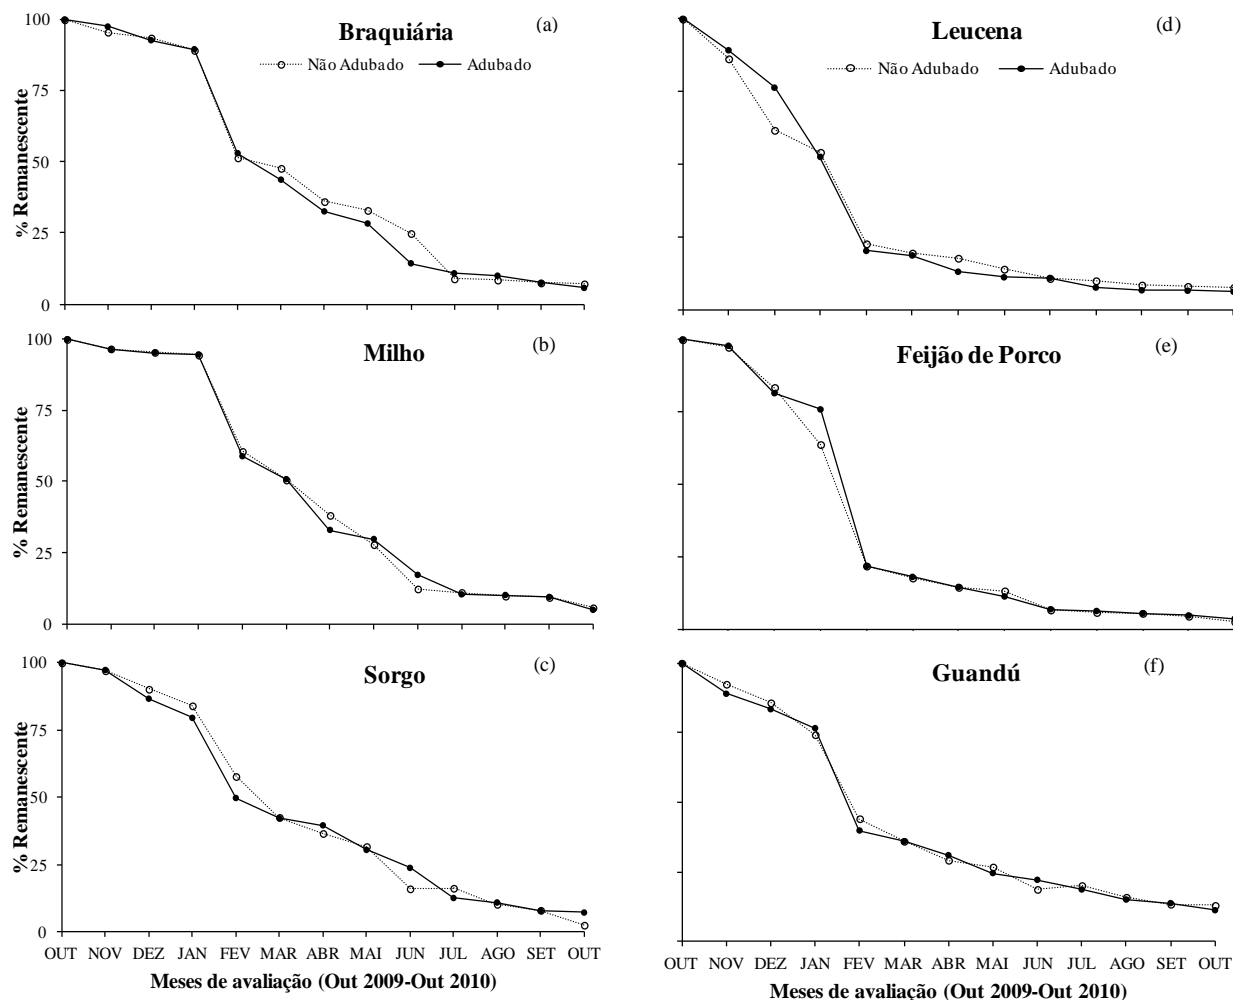 Braquiária
(a)
Não Adubado
Adubado
% Remanescente
100
75
50
25
0
Milho
(b)
% Remanescente
100
75
50
25
0
Sorgo
(c)
% Remanescente
100
75
50
25
0
OUT NOV DEZ JAN FEV MAR ABR MAI JUN JUL AGO SET OUT
Meses de avaliação (Out 2009-Out 2010)
Leucena
(d)
Não Adubado
Adubado
Feijão de Porco
(e)
Guandú
(f)
OUT NOV DEZ JAN FEV MAR ABR MAI JUN JUL AGO SET OUT
Meses de avaliação (Out 2009-Out 2010)